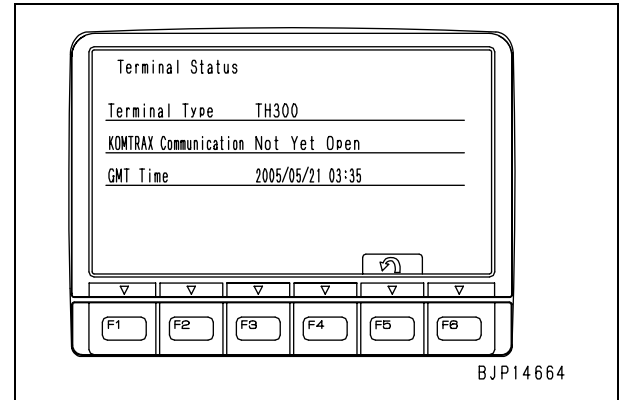 Terminal Status
Terminal Type TH300
KOMTRAX Communication Not Yet Open
GMT Time 2005/05/21 03:35
F1 F2 F3 F4 F5 F6
BJP14664